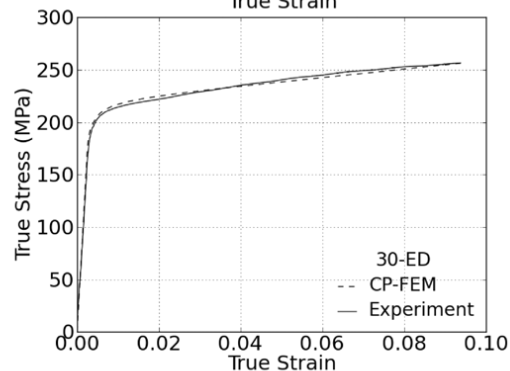 True Strain
300
250
200
150
100
50
0
True Stress (MPa)
30-ED
CP-FEM
Experiment
0.00 0.02 0.04 0.06 0.08 0.10
True Strain